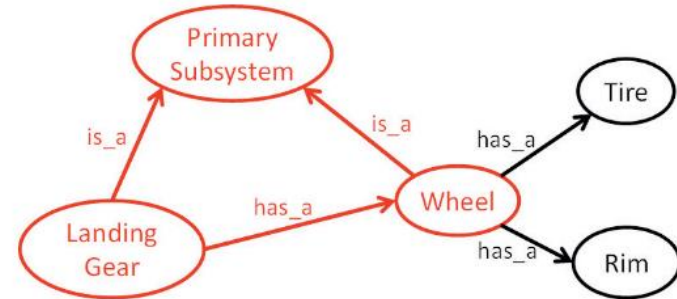 Primary
Subsystem
Tire
is_a
is_a
has_a
has_a
Wheel
Landing
Gear
has_a
Rim